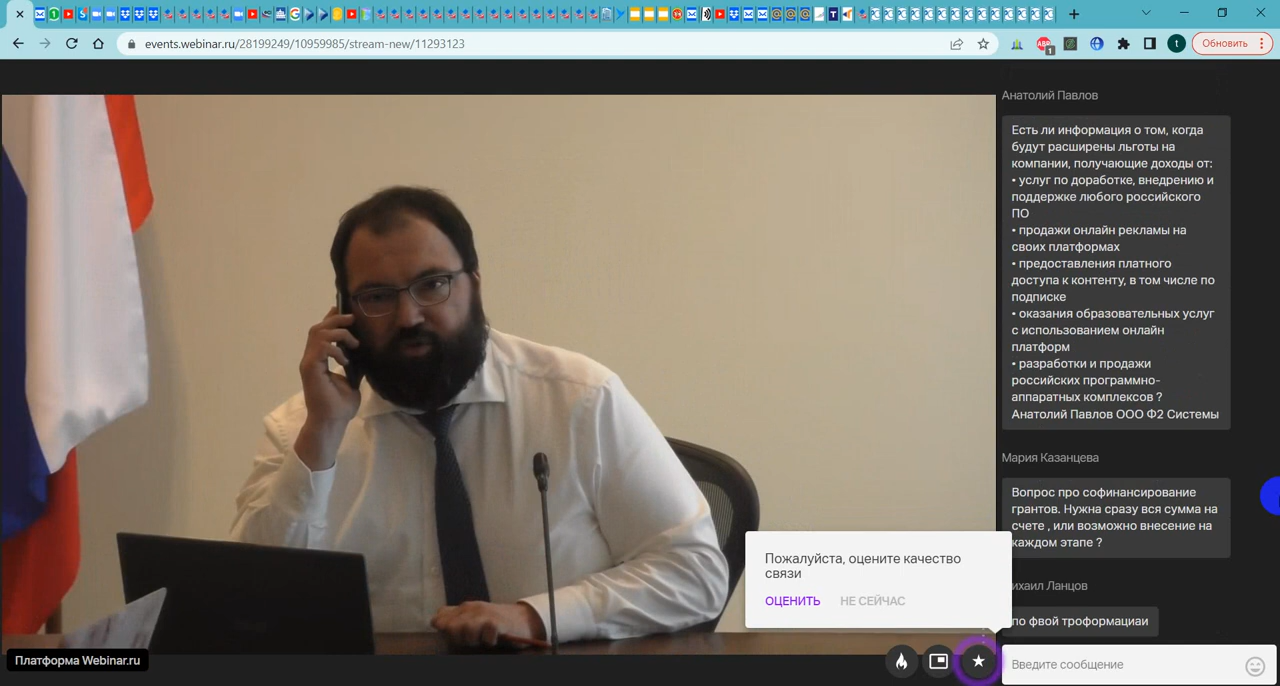 events.webinar.ru/28199249/10959985/stream-new/11293123
ABP
1
t
Обновить
Анатолий Павлов
Есть ли информация о том, когда
будут расширены льготы на
компании, получающие доходы от:
• услуг по доработке, внедрению и
поддержке любого российского
ПО
• продажи онлайн рекламы на
своих платформах
• предоставления платного
доступа к контенту, в том числе по
подписке
• оказания образовательных услуг
с использованием онлайн
платформ
• разработки и продажи
российских программно-
аппаратных комплексов ?
Анатолий Павлов ООО Ф2 Системы
Мария Казанцева
Вопрос про софинансирование
грантов. Нужна сразу вся сумма на
счете , или возможно внесение на
каждом этапе ?
ихаил Ланцов
по фвой троформациаи
Введите сообщение
Пожалуйста, оцените качество
связи
ОЦЕНИТЬ НЕ СЕЙЧАС
Платформа Webinar.ru